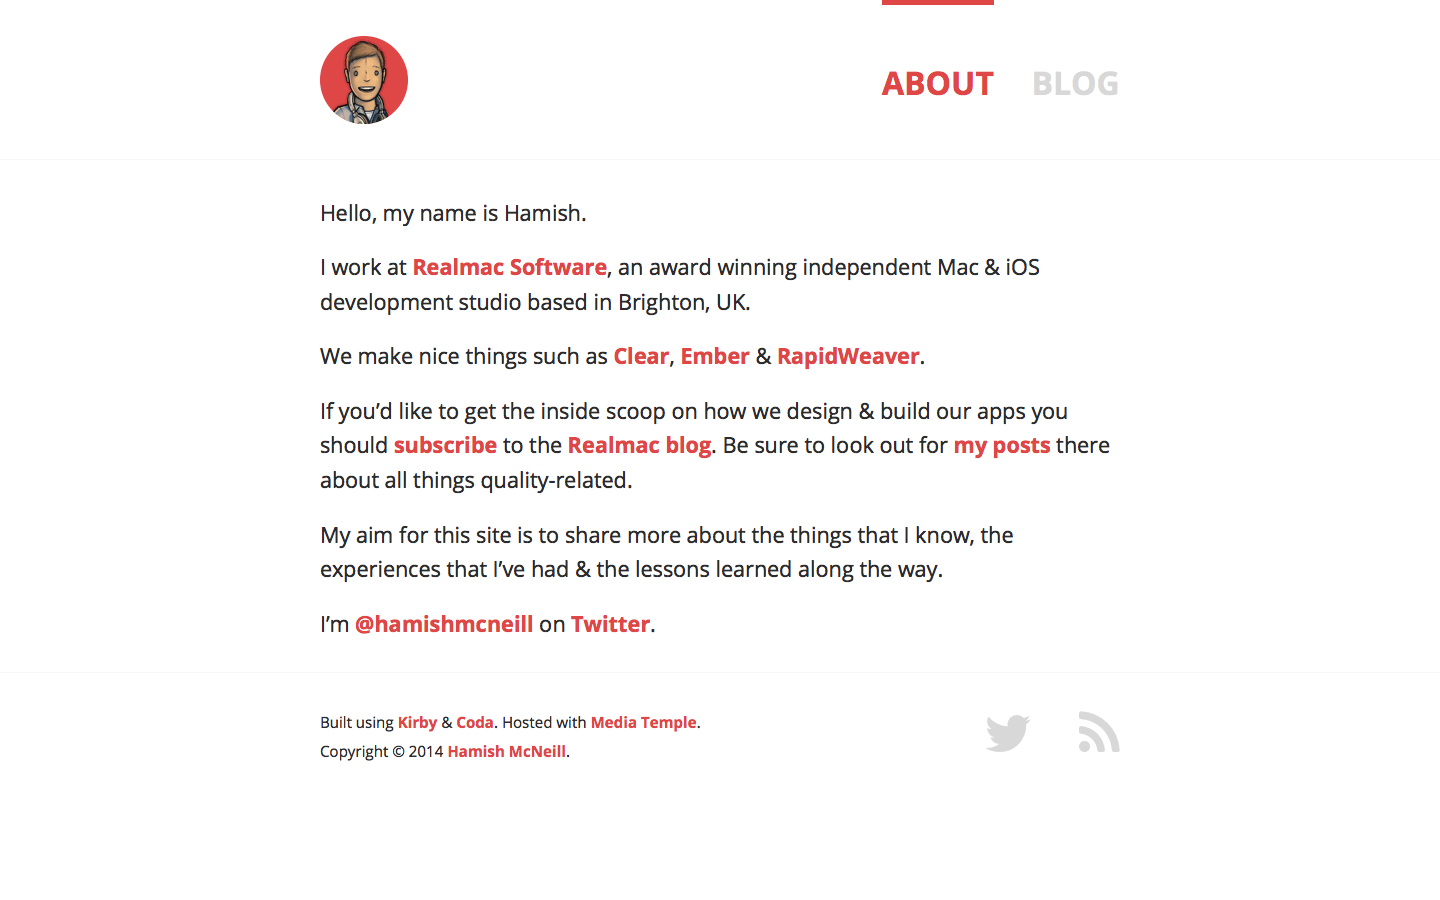 ABOUT BLOG
Hello, my name is Hamish.
I work at Realmac Software, an award winning independent Mac & iOS
development studio based in Brighton, UK.
We make nice things such as Clear, Ember & RapidWeaver.
If you’d like to get the inside scoop on how we design & build our apps you
should subscribe to the Realmac blog. Be sure to look out for my posts there
about all things quality-related.
My aim for this site is to share more about the things that I know, the
experiences that I’ve had & the lessons learned along the way.
I’m @hamishmcneill on Twitter.
Built using Kirby & Coda. Hosted with Media Temple.
Copyright © 2014 Hamish McNeill.